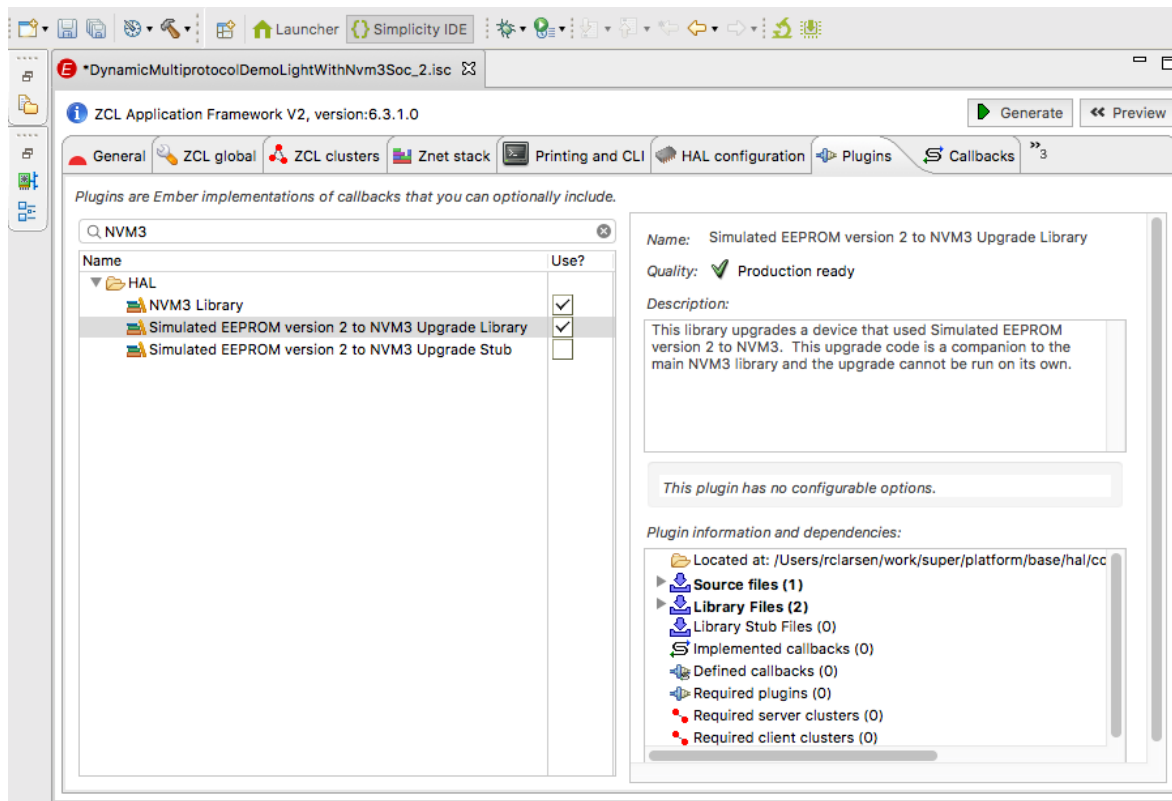 Launcher {} Simplicity IDE
*DynamicMultiprotocolDemoLightWithNvm3Soc_2.isc
ZCL Application Framework V2, version:6.3.1.0
Generate
<< Preview
General ZCL global ZCL clusters Znet stack Printing and CLI HAL configuration Plugins Callbacks »3
Plugins are Ember implementations of callbacks that you can optionally include.
NVM3
Name Use?
HAL
NVM3 Library
Simulated EEPROM version 2 to NVM3 Upgrade Library
Simulated EEPROM version 2 to NVM3 Upgrade Stub
Name: Simulated EEPROM version 2 to NVM3 Upgrade Library
Quality: Production ready
Description:
This library upgrades a device that used Simulated EEPROM
version 2 to NVM3. This upgrade code is a companion to the
main NVM3 library and the upgrade cannot be run on its own.
This plugin has no configurable options.
Plugin information and dependencies:
Located at: /Users/rclarsen/work/super/platform/base/hal/cc
Source files (1)
Library Files (2)
Library Stub Files (0)
Implemented callbacks (0)
Defined callbacks (0)
Required plugins (0)
Required server clusters (0)
Required client clusters (0)